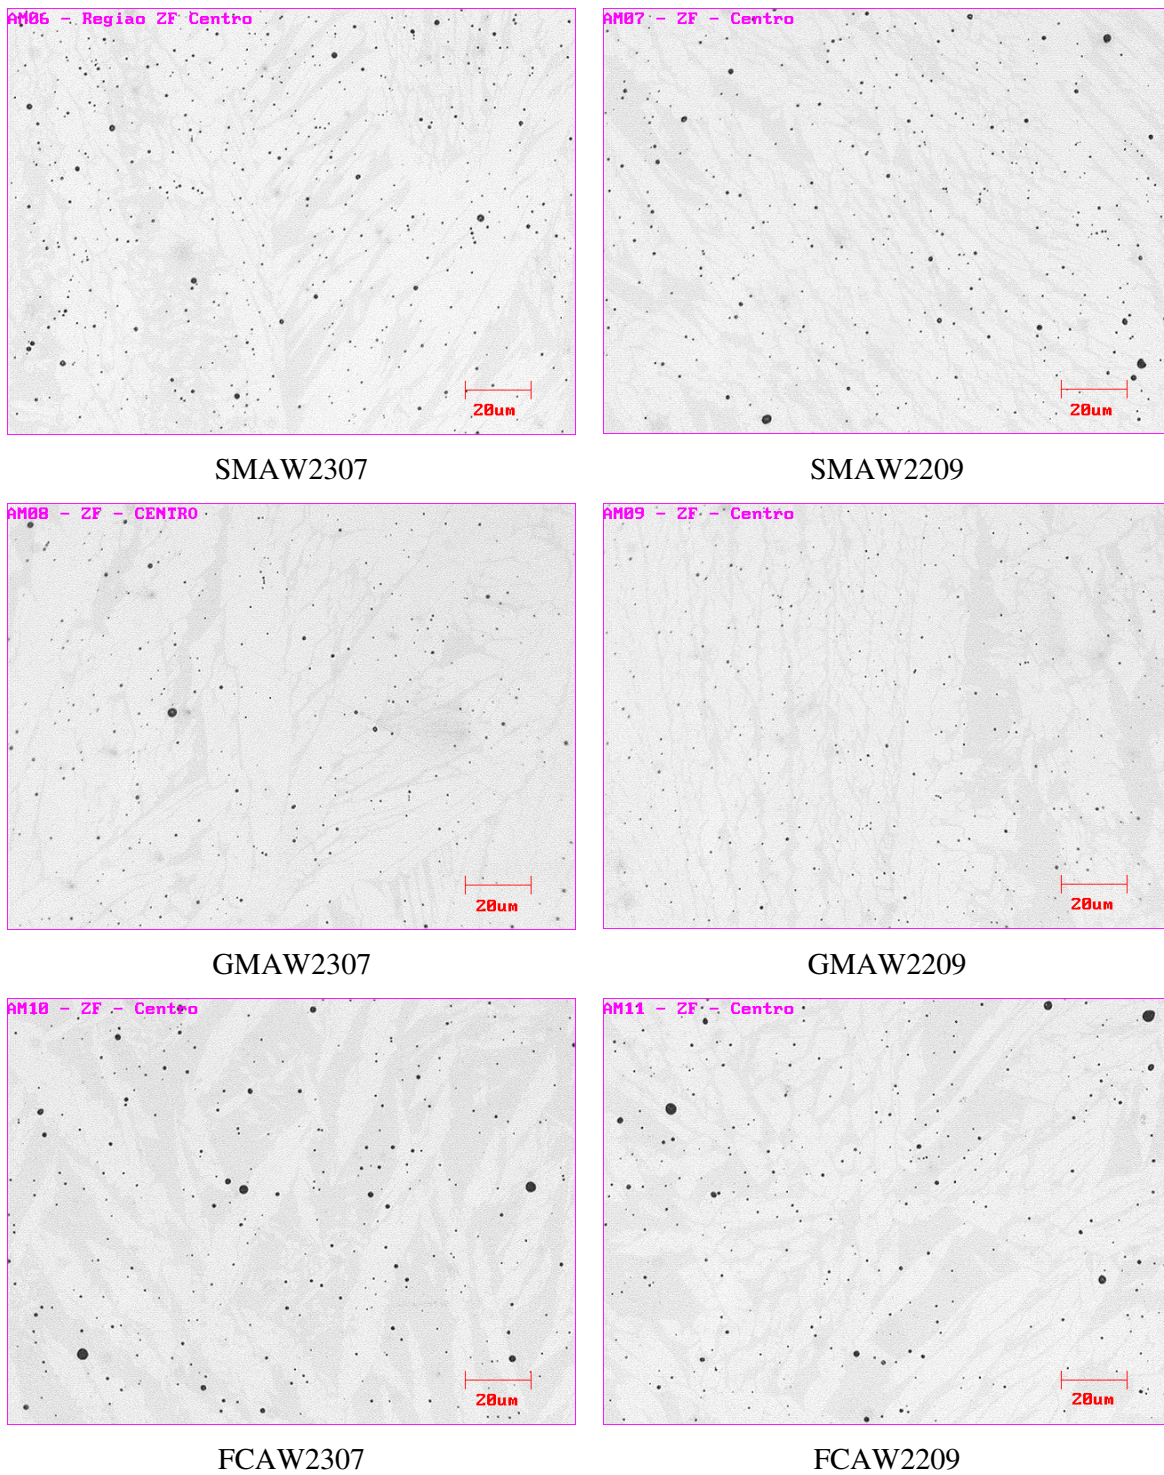 AM06 - Regiao ZF Centro
AM07 - ZF - Centro
20um
20um
SMAW2307
SMAW2209
AM08 - ZF - CENTRO
AM09 - ZF - Centro
20um
20um
GMAW2307
GMAW2209
AM10 - ZF - Centro
AM11 - ZF - Centro
20um
20um
FCAW2307
FCAW2209